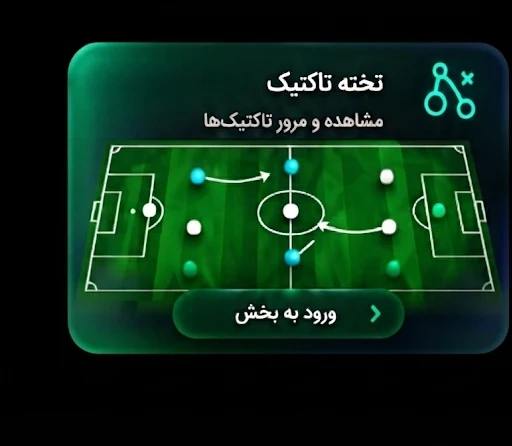 تخته تاکتیک
مشاهده و مرور تاکتیک‌ها
ورود به بخش